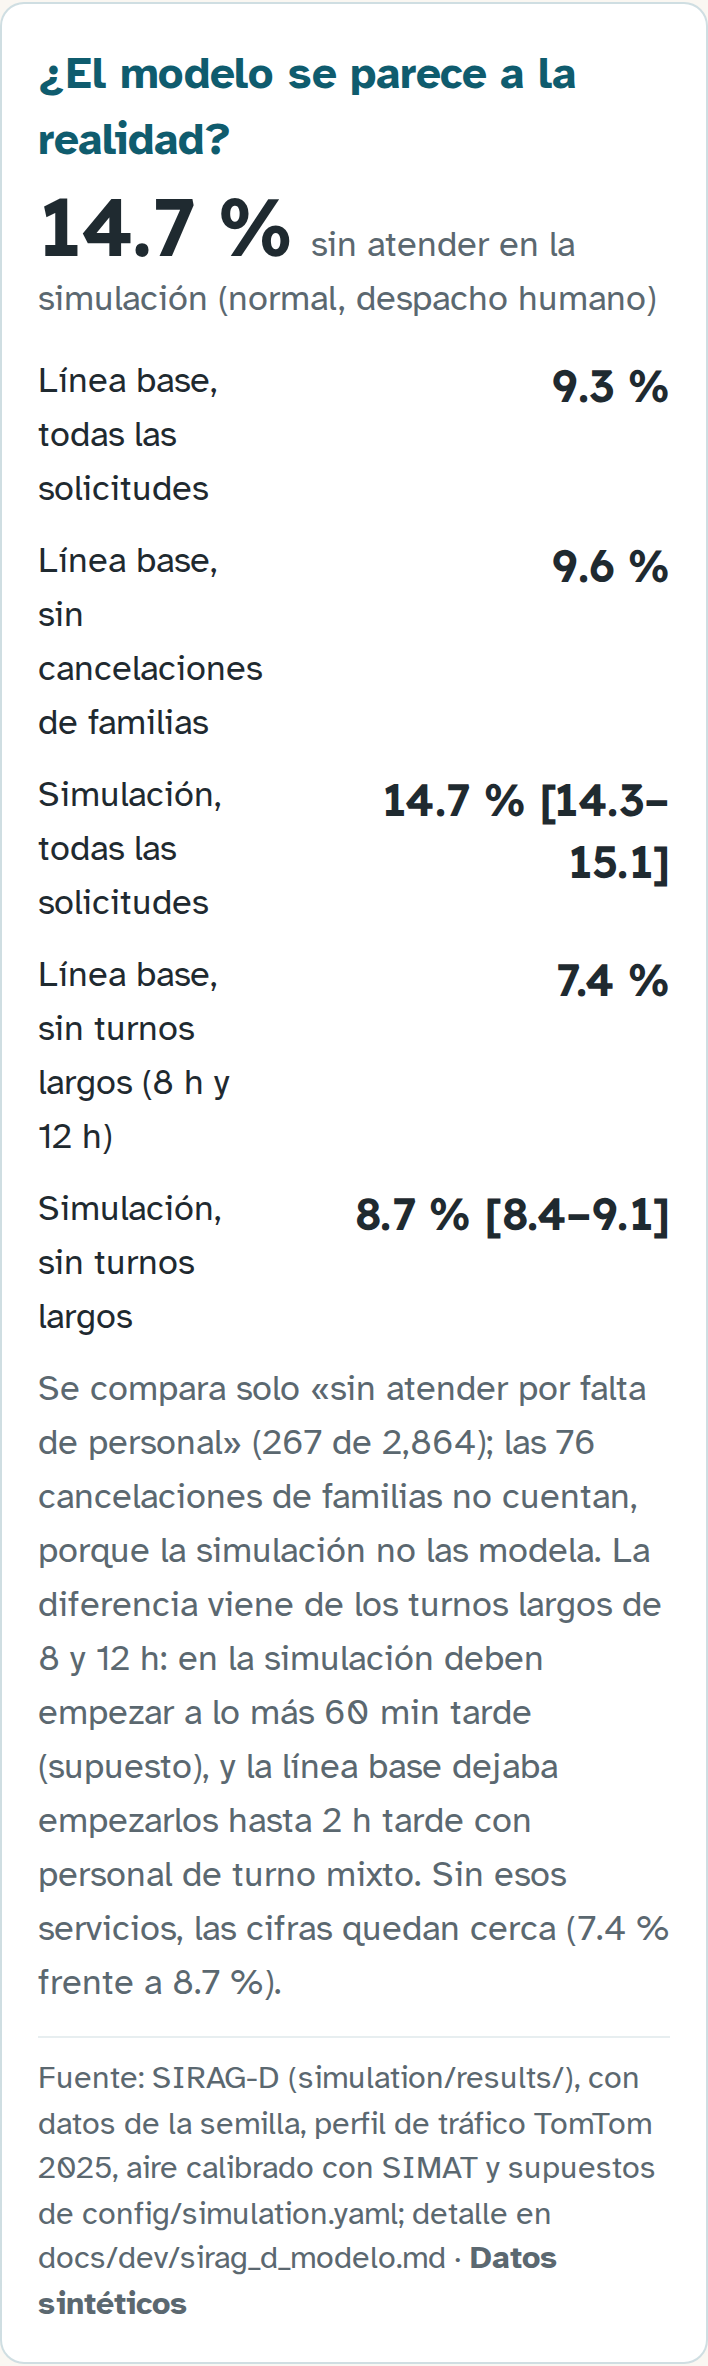 ¿El modelo se parece a la
realidad?
14.7 % sin atender en la
simulación (normal, despacho humano)
Línea base,
todas las
solicitudes
9.3 %
Línea base,
sin
cancelaciones
de familias
9.6 %
Simulación,
todas las
solicitudes
14.7 % [14.3–
15.1]
Línea base,
sin turnos
largos (8 h y
12 h)
7.4 %
Simulación,
sin turnos
largos
8.7 % [8.4–9.1]
Se compara solo «sin atender por falta
de personal» (267 de 2,864); las 76
cancelaciones de familias no cuentan,
porque la simulación no las modela. La
diferencia viene de los turnos largos de
8 y 12 h: en la simulación deben
empezar a lo más 60 min tarde
(supuesto), y la línea base dejaba
empezarlos hasta 2 h tarde con
personal de turno mixto. Sin esos
servicios, las cifras quedan cerca (7.4 %
frente a 8.7 %).
Fuente: SIRAG-D (simulation/results/), con
datos de la semilla, perfil de tráfico TomTom
2025, aire calibrado con SIMAT y supuestos
de config/simulation.yaml; detalle en
docs/dev/sirag_d_modelo.md · Datos
sintéticos